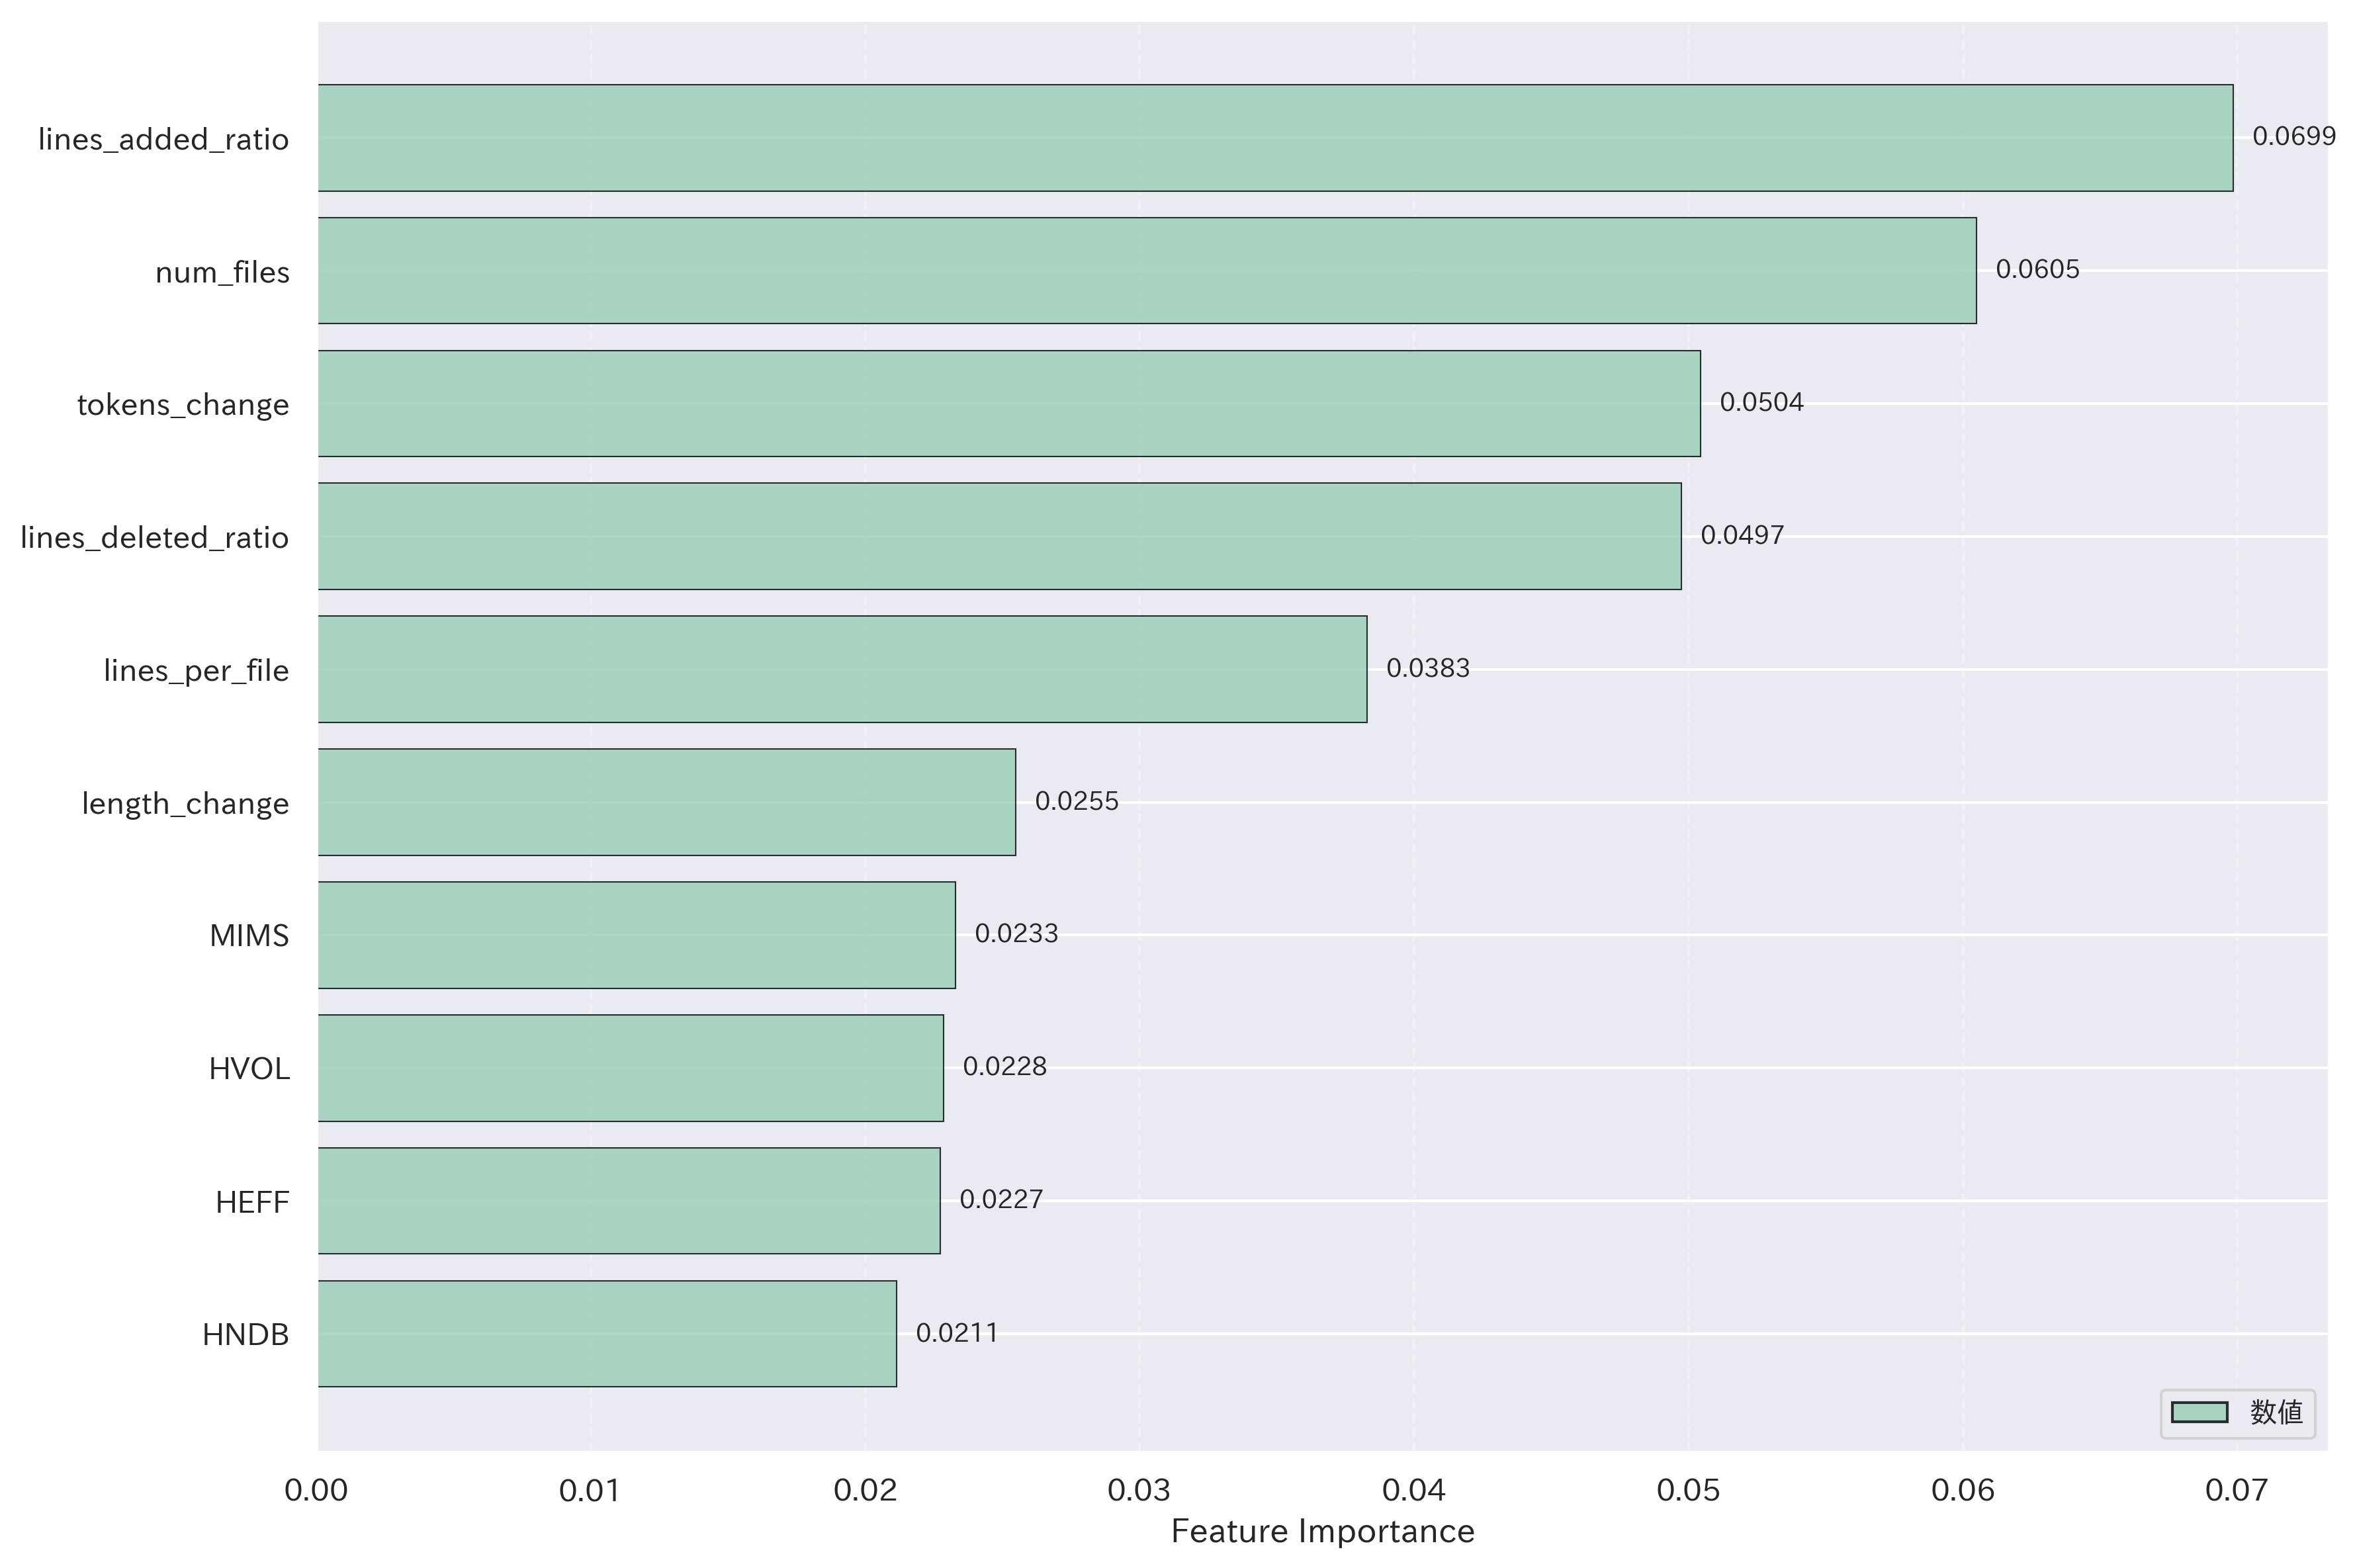 lines_added_ratio 0.0699
num_files 0.0605
tokens_change 0.0504
lines_deleted_ratio 0.0497
lines_per_file 0.0383
length_change 0.0255
MIMS 0.0233
HVOL 0.0228
HEFF 0.0227
HNDB 0.0211
数値
0.00 0.01 0.02 0.03 0.04 0.05 0.06 0.07
Feature Importance